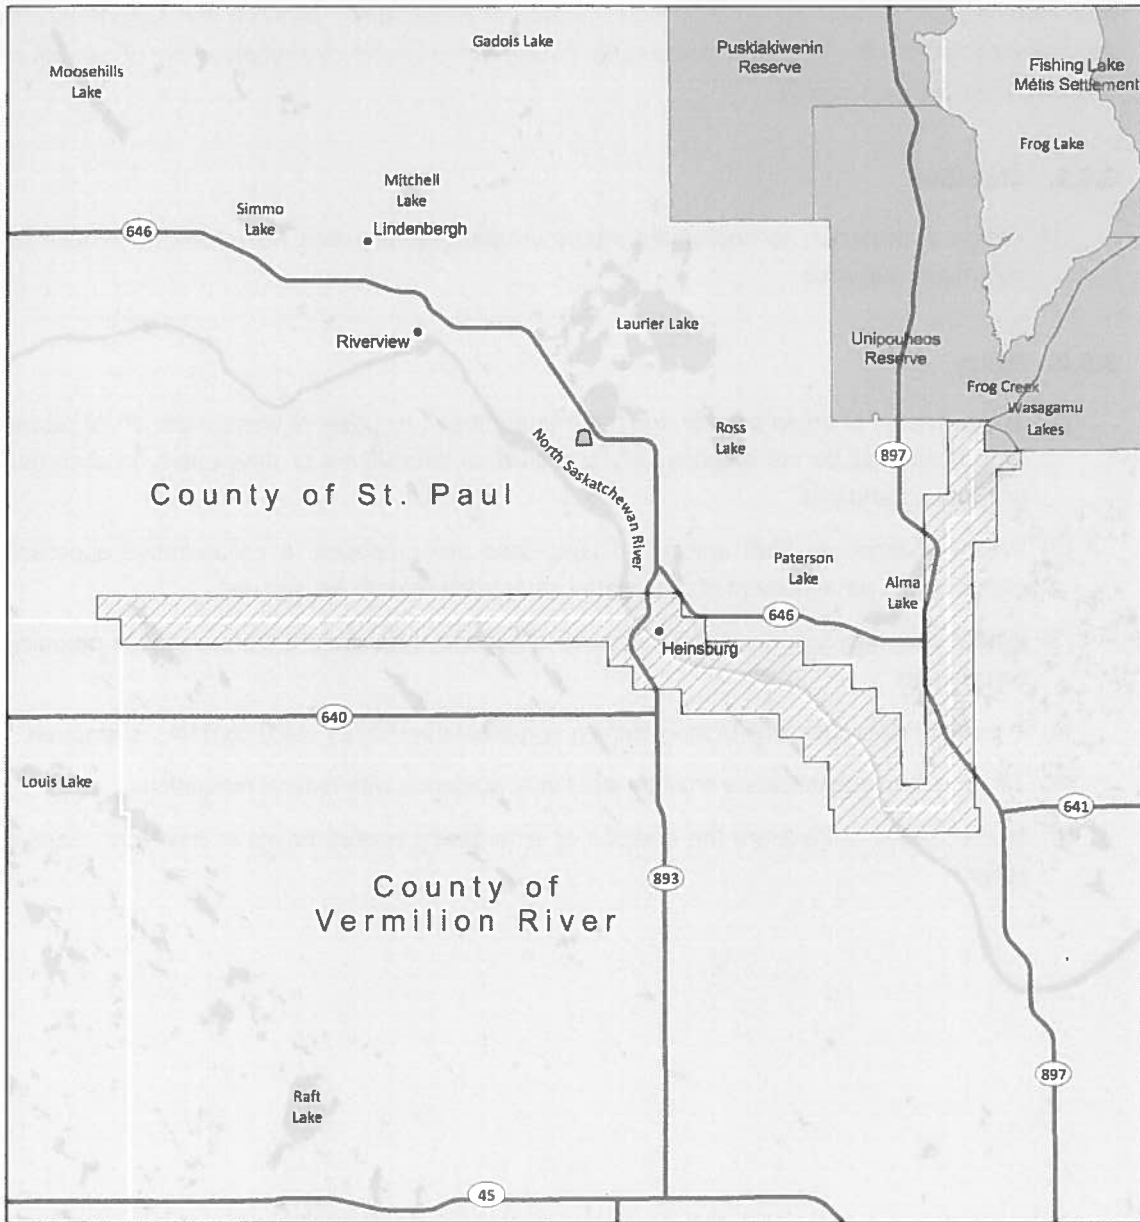 Gadois Lake
Puskiakiwenin
Reserve
Moosehills
Lake
Fishing Lake
Métis Settlement
Frog Lake
Mitchell
Lake
Simmo
Lake
Lindenbergh
646
Laurier Lake
Riverview
Unipouheos
Reserve
Frog Creek
Wasagamu
Lakes
Ross
Lake
897
North Saskatchewan River
County of St. Paul
Paterson
Lake
Alma
Lake
646
Heinsburg
640
Louis Lake
641
893
County of
Vermilion River
897
Raft
Lake
45